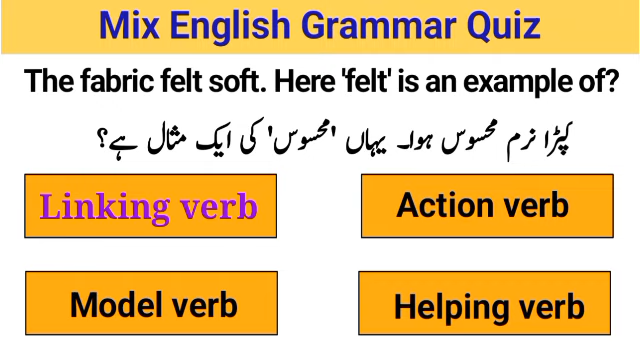 Mix English Grammar Quiz
The fabric felt soft. Here 'felt' is an example of?
کپڑا نرم محسوس ہوا۔ یہاں 'محسوس' کی ایک مثال ہے؟
Linking verb
Action verb
Model verb
Helping verb